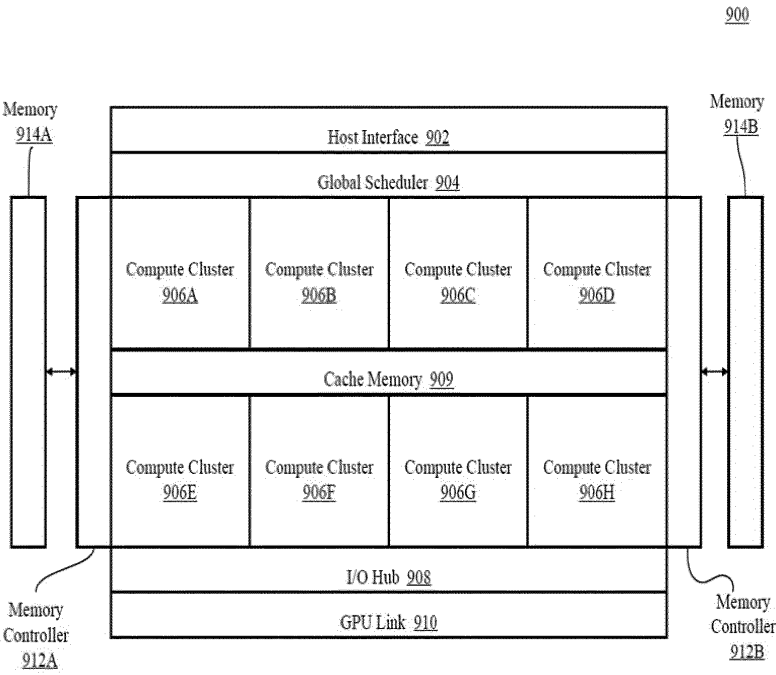 900
Memory
914A
Memory
914B
Host Interface 902
Global Scheduler 904
Compute Cluster
906A
Compute Cluster
906B
Compute Cluster
906C
Compute Cluster
906D
Cache Memory 909
Compute Cluster
906E
Compute Cluster
906F
Compute Cluster
906G
Compute Cluster
906H
I/O Hub 908
GPU Link 910
Memory
Controller
912A
Memory
Controller
912B